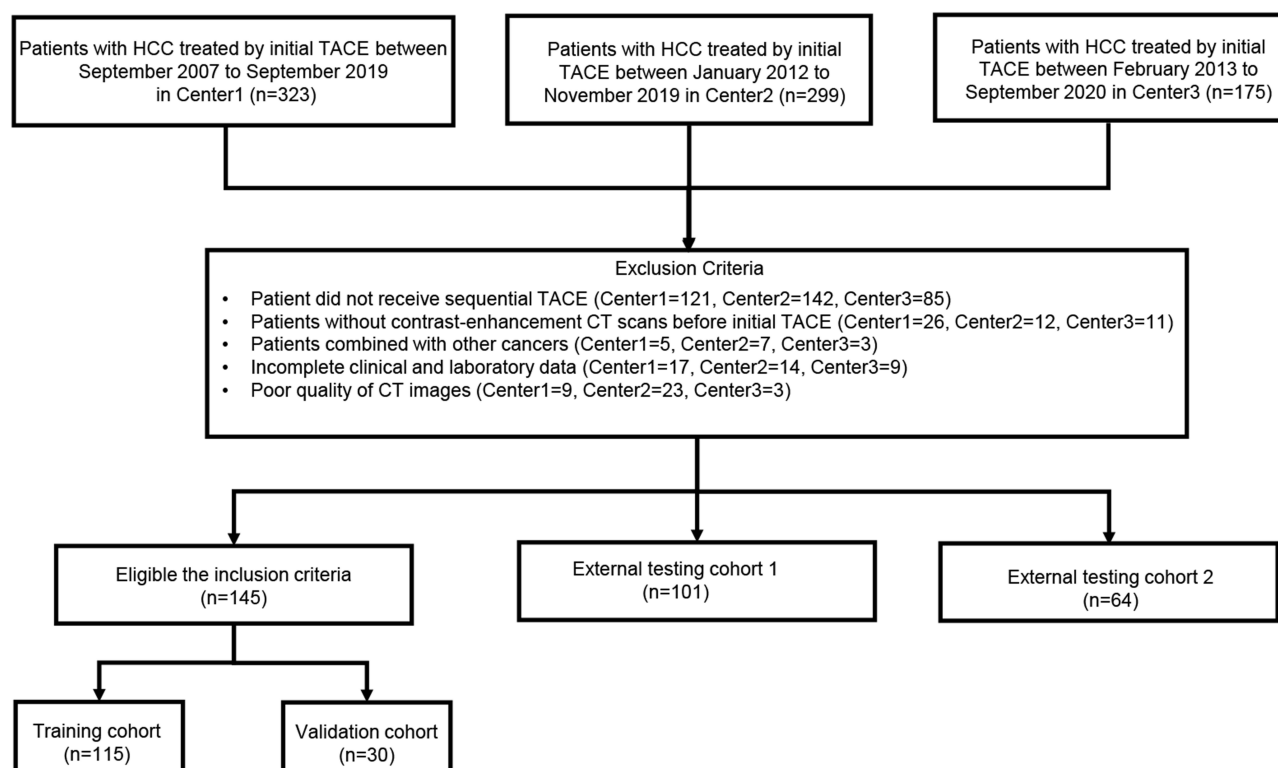 Patients with HCC treated by initial TACE between
September 2007 to September 2019
in Center1 (n=323)
Patients with HCC treated by initial
TACE between January 2012 to
November 2019 in Center2 (n=299)
Patients with HCC treated by initial
TACE between February 2013 to
September 2020 in Center3 (n=175)
Exclusion Criteria
• Patient did not receive sequential TACE (Center1=121, Center2=142, Center3=85)
• Patients without contrast-enhancement CT scans before initial TACE (Center1=26, Center2=12, Center3=11)
• Patients combined with other cancers (Center1=5, Center2=7, Center3=3)
• Incomplete clinical and laboratory data (Center1=17, Center2=14, Center3=9)
• Poor quality of CT images (Center1=9, Center2=23, Center3=3)
Eligible the inclusion criteria
(n=145)
External testing cohort 1
(n=101)
External testing cohort 2
(n=64)
Training cohort
(n=115)
Validation cohort
(n=30)